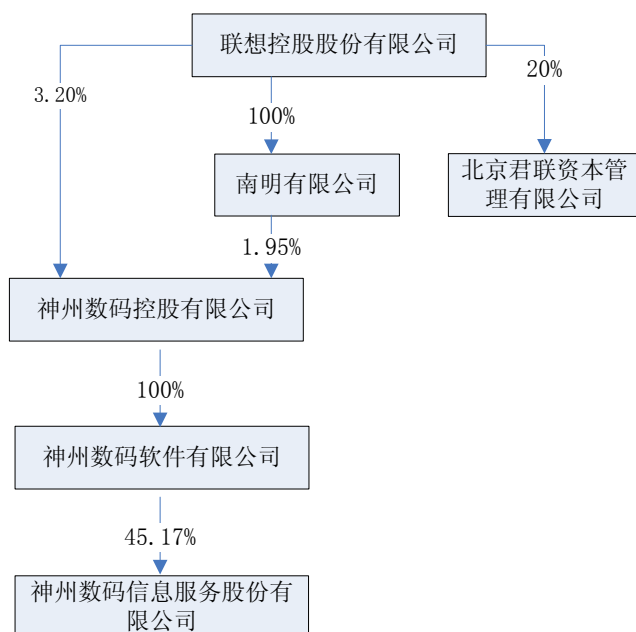 联想控股股份有限公司
3.20%
100%
20%
南明有限公司
北京君联资本管
理有限公司
1.95%
神州数码控股有限公司
100%
神州数码软件有限公司
45.17%
神州数码信息服务股份有
限公司